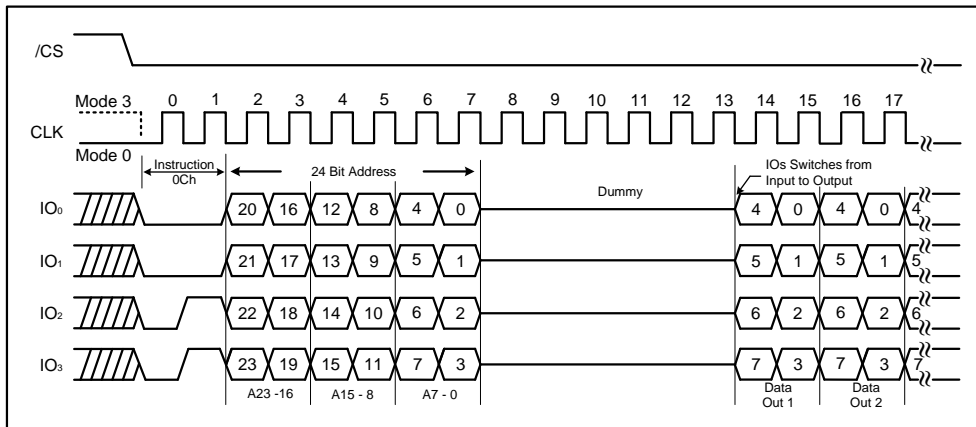 /CS
Mode 3 0 1 2 3 4 5 6 7 8 9 10 11 12 13 14 15 16 17
CLK
Mode 0
Instruction
0Ch
24 Bit Address
IOs Switches from
Input to Output
Dummy
IO0 20 16 12 8 4 0 4 0 4 0 4
IO1 21 17 13 9 5 1 5 1 5 1 5
IO2 22 18 14 10 6 2 6 2 6 2 6
IO3 23 19 15 11 7 3 7 3 7 3 7
A23 -16 A15 - 8 A7 - 0
Data
Out 1
Data
Out 2